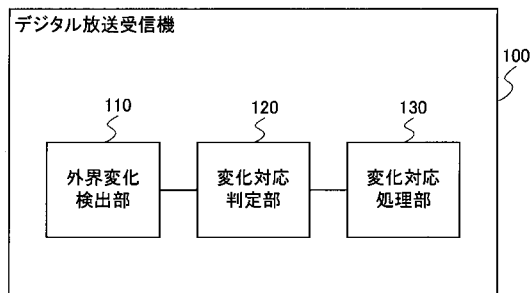 デジタル放送受信機
100
110
120
130
外界変化
検出部
変化対応
判定部
変化対応
処理部